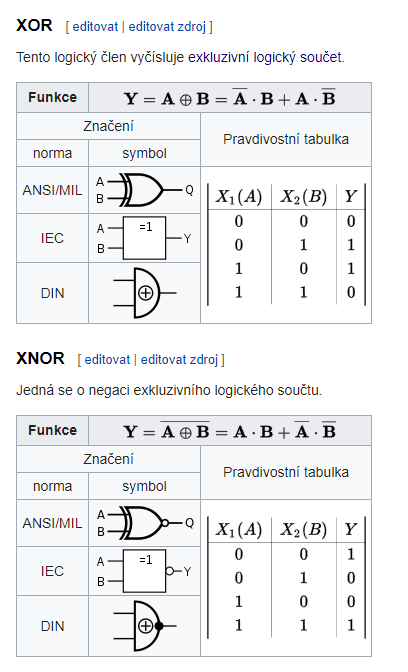 XOR [ editovat | editovat zdroj ]
Tento logický člen vyčísluje exkluzivní logický součet.
Funkce Y = A ⊕ B = A̅ · B + A · B̅
Značení Pravdivostní tabulka
norma symbol
ANSI/MIL A B Q
IEC A B =1 Y
DIN
X₁(A) X₂(B) Y
0 0 0
0 1 1
1 0 1
1 1 0
XNOR [ editovat | editovat zdroj ]
Jedná se o negaci exkluzivního logického součtu.
Funkce Y = A̅ ⊕̅ B̅ = A · B + A̅ · B̅
Značení Pravdivostní tabulka
norma symbol
ANSI/MIL A B Q
IEC A B =1 Y
DIN
X₁(A) X₂(B) Y
0 0 1
0 1 0
1 0 0
1 1 1